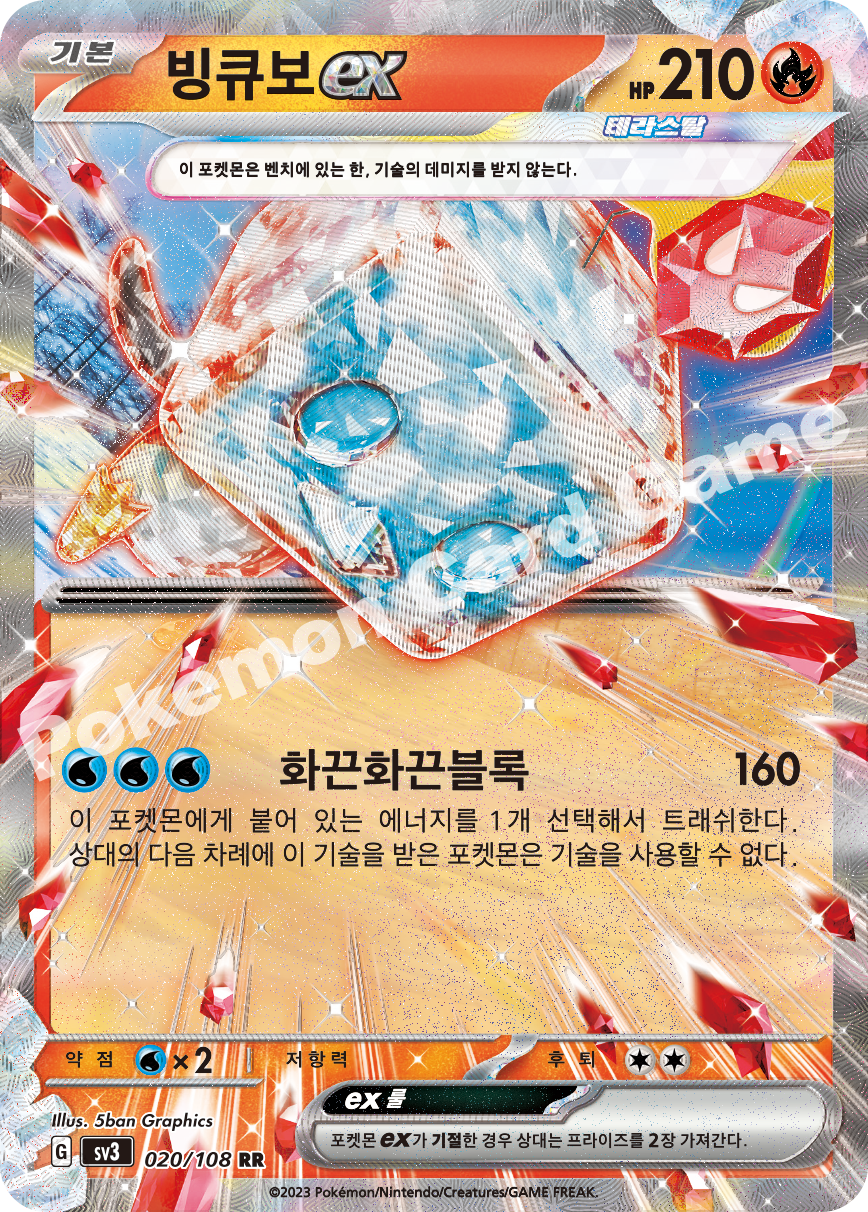 기본
빙큐보ex
HP 210
테라스탈
이 포켓몬은 벤치에 있는 한, 기술의 데미지를 받지 않는다.
Pokémon Card Game
화끈화끈블록 160
이 포켓몬에게 붙어 있는 에너지를 1개 선택해서 트래쉬한다.
상대의 다음 차례에 이 기술을 받은 포켓몬은 기술을 사용할 수 없다.
약점 ×2 저항력 후퇴
ex 룰
포켓몬 ex가 기절한 경우 상대는 프라이즈를 2장 가져간다.
Illus. 5ban Graphics
G sv3 020/108 RR
©2023 Pokémon/Nintendo/Creatures/GAME FREAK.